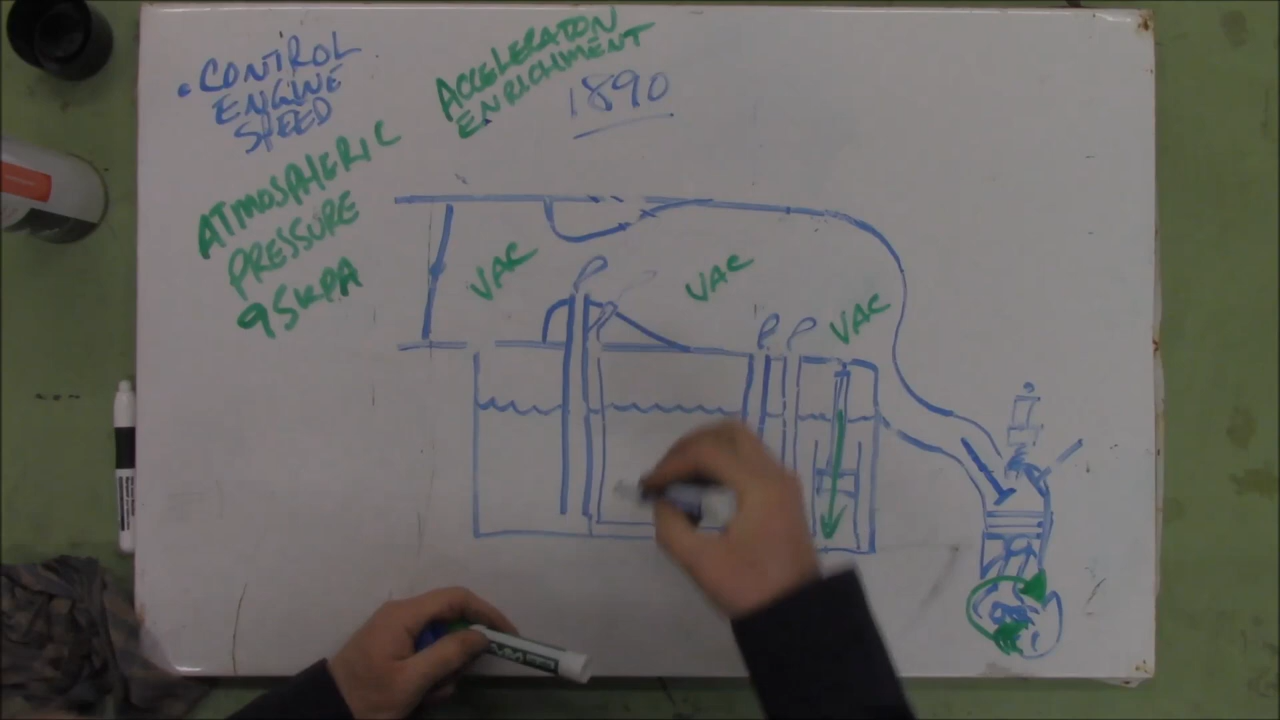 • CONTROL
ENGINE
SPEED
ACCELERATON
ENRICHMENT
1890
ATMOSPHERIC
PRESSURE
95KPA
VAC
VAC
VAC